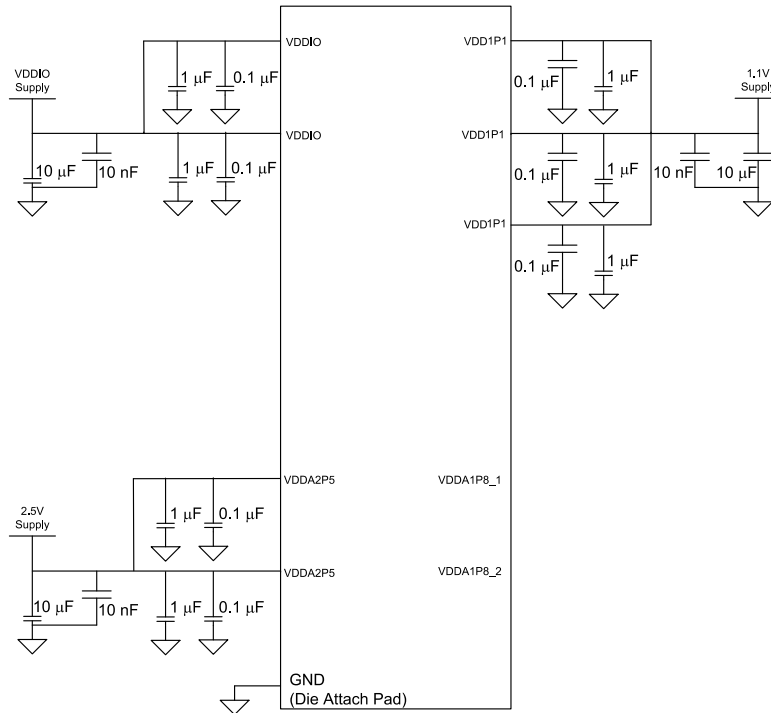 VDDIO
VDD1P1
VDDIO
Supply
1 µF
0.1 µF
0.1 µF
1 µF
1.1V
Supply
VDDIO
VDD1P1
10 µF
10 nF
1 µF
0.1 µF
0.1 µF
1 µF
10 nF
10 µF
VDD1P1
0.1 µF
1 µF
VDDA2P5
VDDA1P8_1
2.5V
Supply
1 µF
0.1 µF
VDDA2P5
VDDA1P8_2
10 µF
10 nF
1 µF
0.1 µF
GND
(Die Attach Pad)